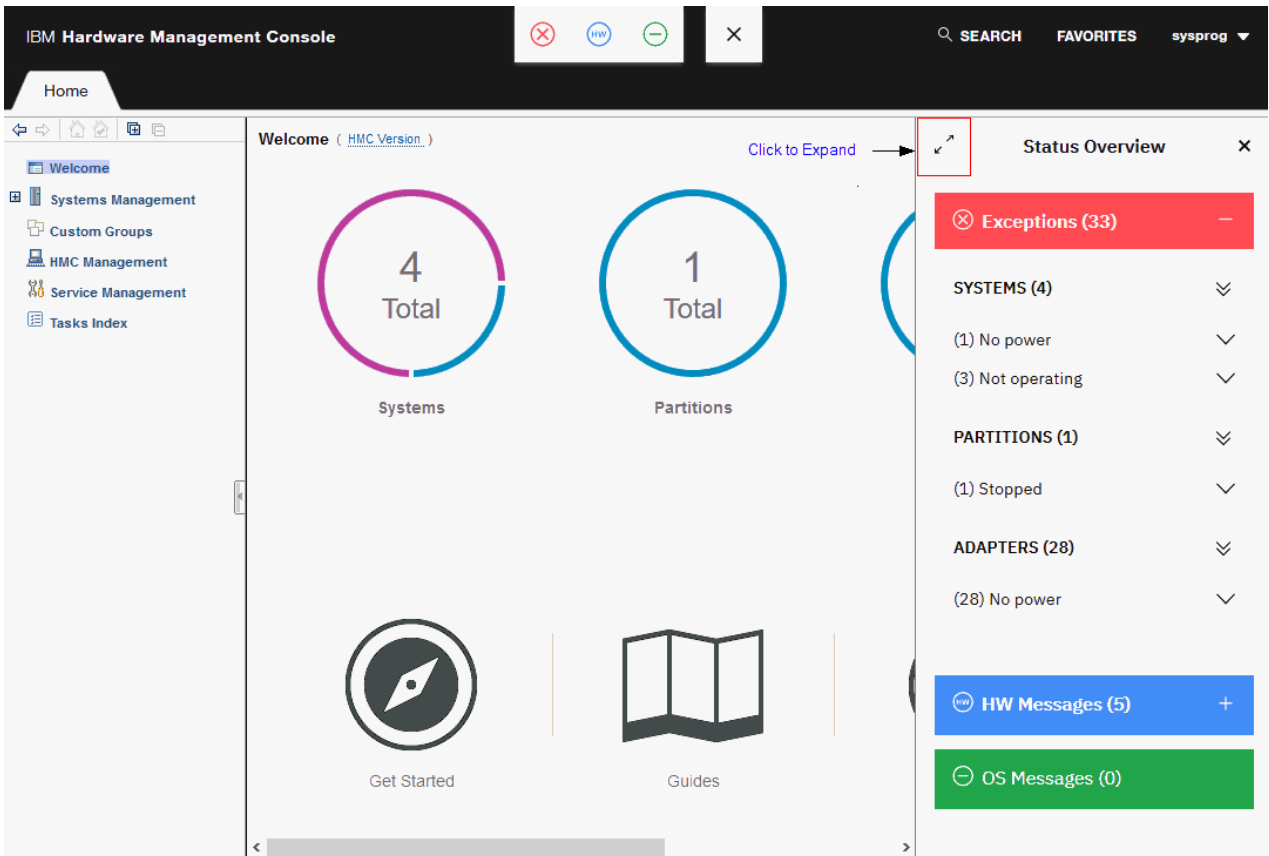 IBM Hardware Management Console
HW
SEARCH
FAVORITES
sysprog
Home
Welcome
Systems Management
Custom Groups
HMC Management
Service Management
Tasks Index
Welcome ( HMC Version )
Click to Expand
4
Total
Systems
1
Total
Partitions
Get Started
Guides
Status Overview
Exceptions (33)
SYSTEMS (4)
(1) No power
(3) Not operating
PARTITIONS (1)
(1) Stopped
ADAPTERS (28)
(28) No power
HW HW Messages (5)
OS Messages (0)